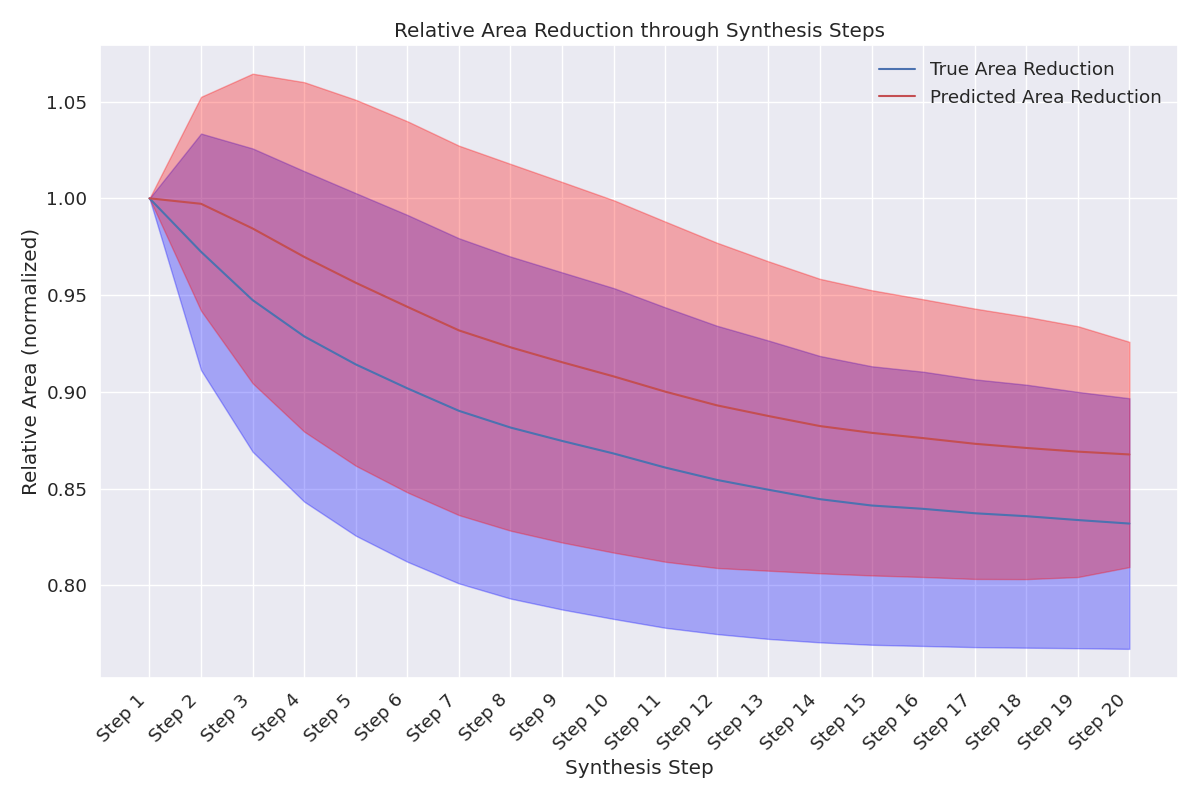 Relative Area Reduction through Synthesis Steps
True Area Reduction
Predicted Area Reduction
Relative Area (normalized)
1.05
1.00
0.95
0.90
0.85
0.80
Step 1
Step 2
Step 3
Step 4
Step 5
Step 6
Step 7
Step 8
Step 9
Step 10
Step 11
Step 12
Step 13
Step 14
Step 15
Step 16
Step 17
Step 18
Step 19
Step 20
Synthesis Step